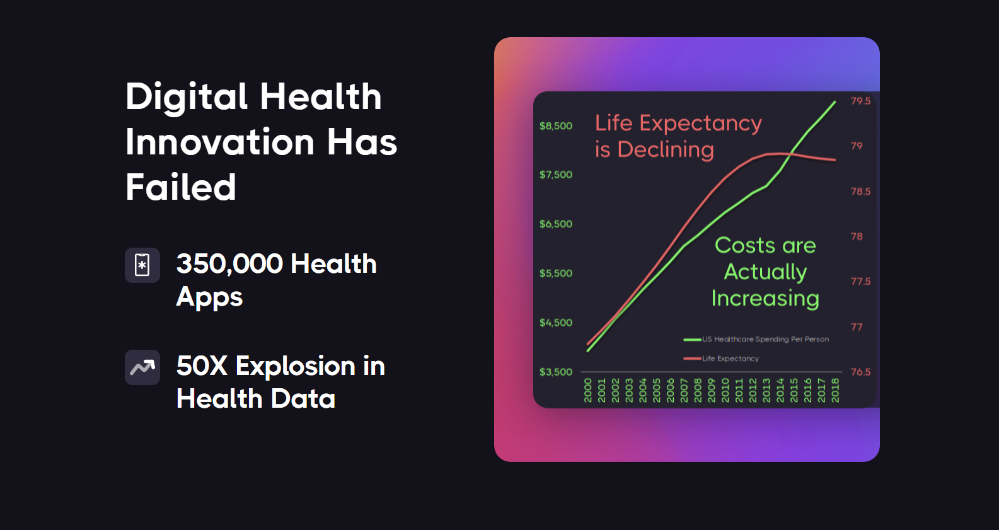 Digital Health
Innovation Has
Failed
350,000 Health
Apps
50X Explosion in
Health Data
Life Expectancy
is Declining
Costs are
Actually
Increasing
$8,500
$7,500
$6,500
$5,500
$4,500
$3,500
79.5
79
78.5
78
77.5
77
76.5
US Healthcare Spending Per Person
Life Expectancy
2000
2001
2002
2003
2004
2005
2006
2007
2008
2009
2010
2011
2012
2013
2014
2015
2016
2017
2018